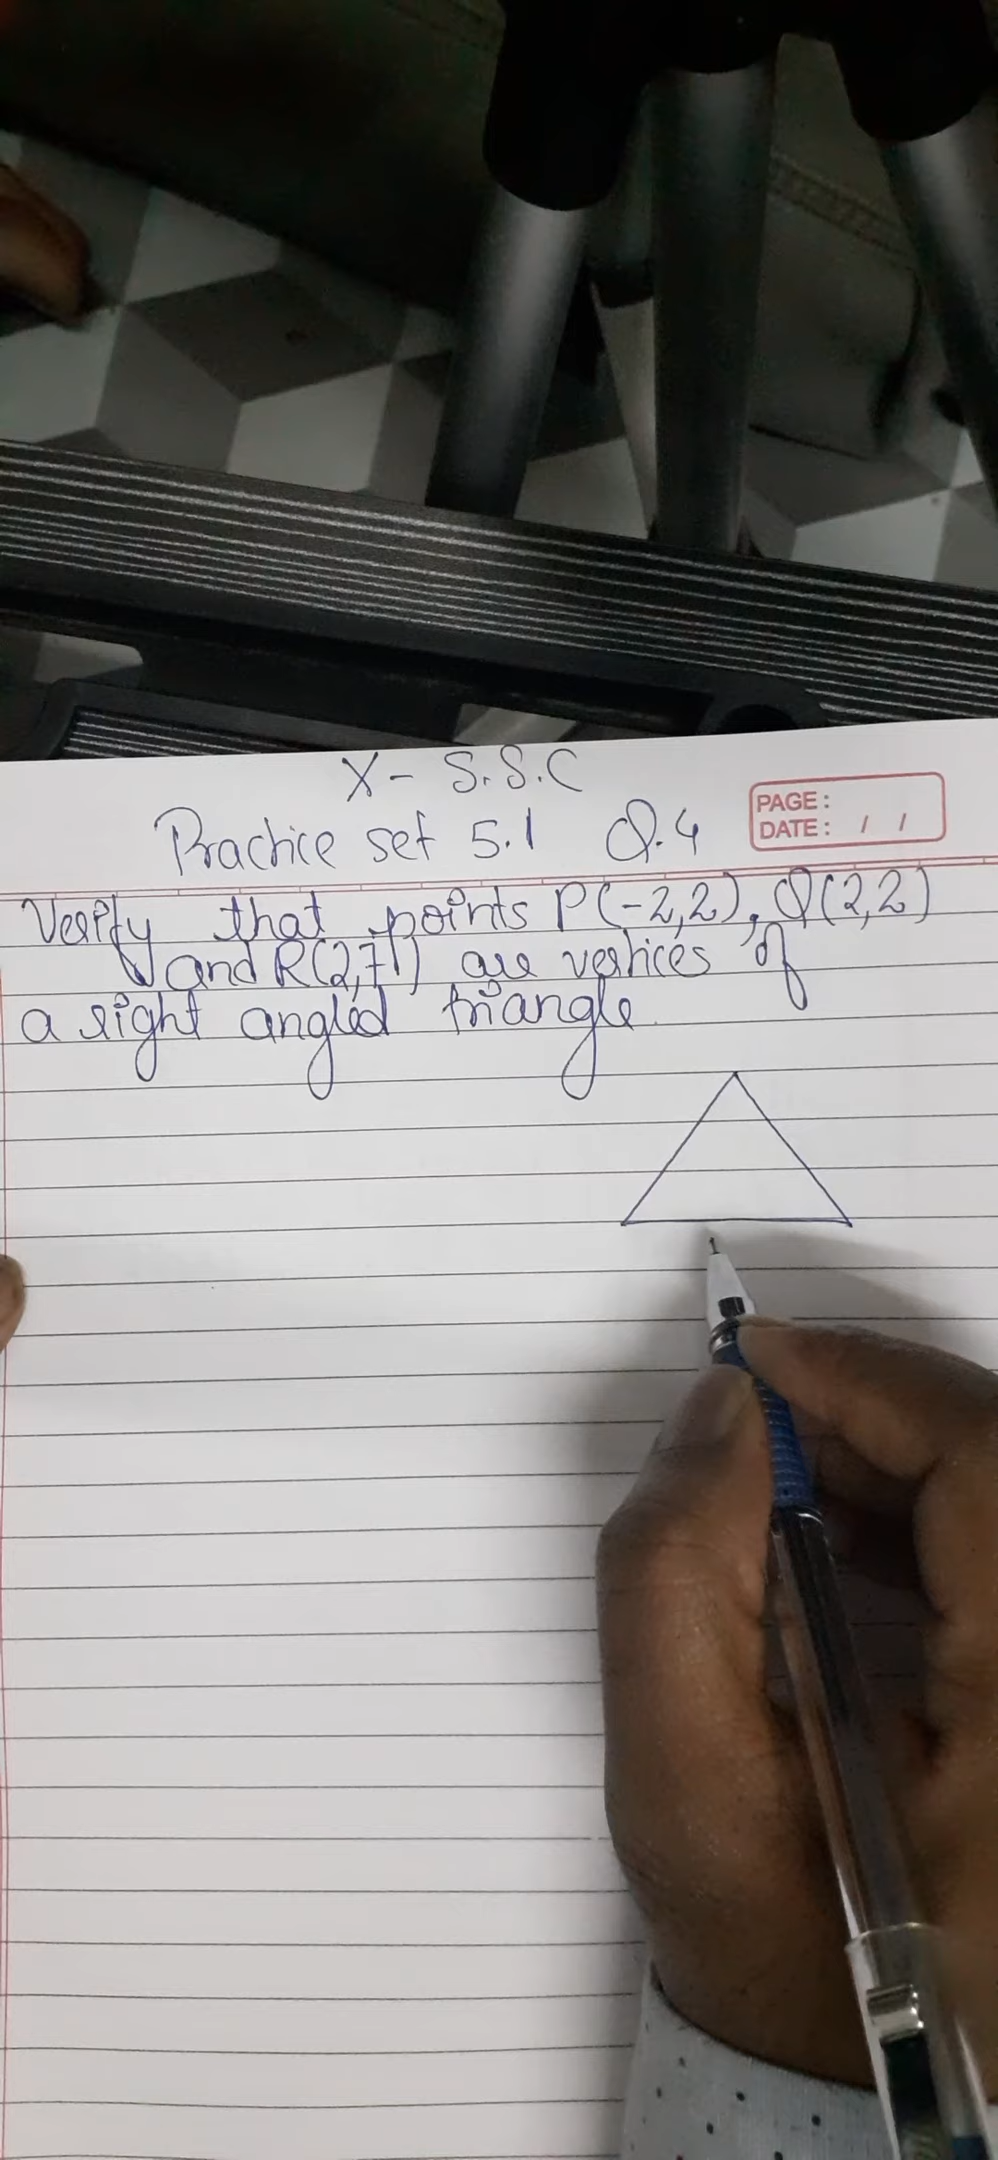 X- S.S.C
Practice set 5.1 Q.4
PAGE:
DATE: / /
Verify that points P(-2,2), Q(2,2)
and R(2,7) are vertices of
a right angled triangle.